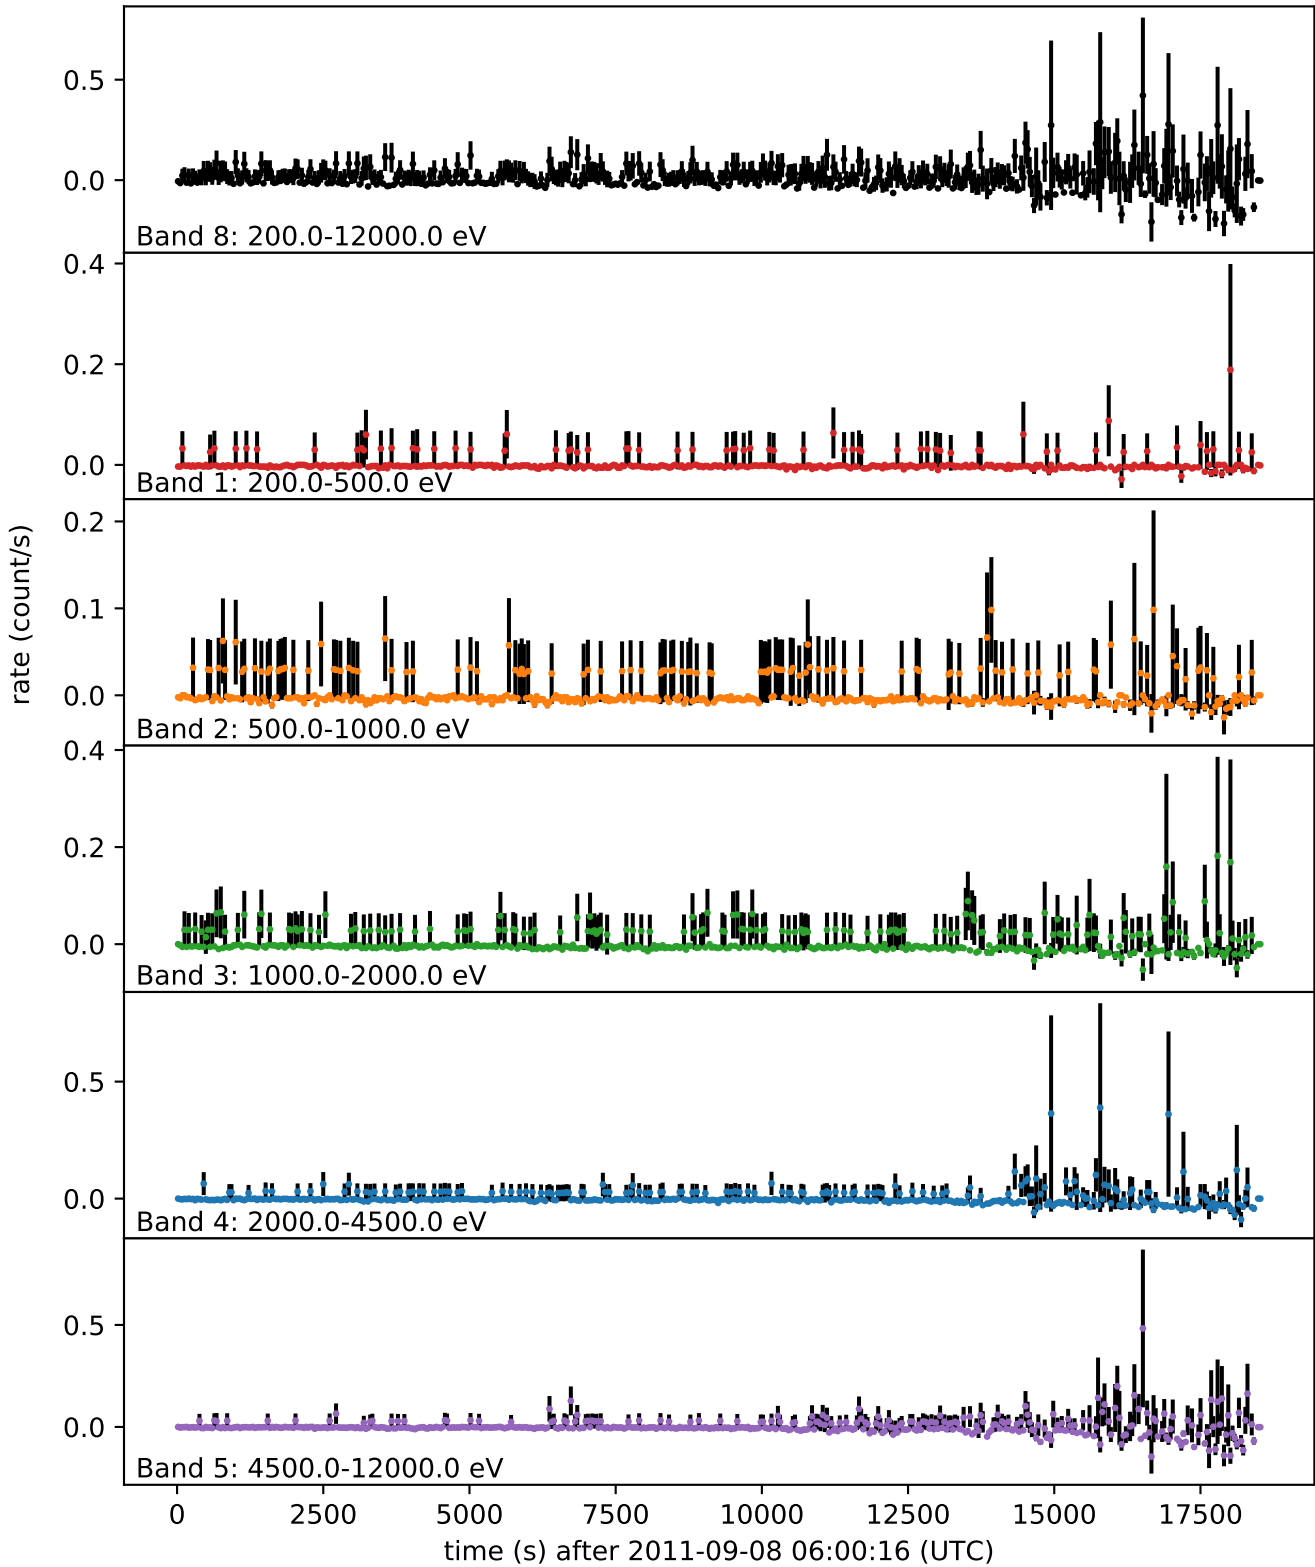 0.5
0.0
Band 8: 200.0-12000.0 eV
0.4
0.2
0.0
Band 1: 200.0-500.0 eV
0.2
0.1
0.0
Band 2: 500.0-1000.0 eV
rate (count/s)
0.4
0.2
0.0
Band 3: 1000.0-2000.0 eV
0.5
0.0
Band 4: 2000.0-4500.0 eV
0.5
0.0
Band 5: 4500.0-12000.0 eV
0 2500 5000 7500 10000 12500 15000 17500
time (s) after 2011-09-08 06:00:16 (UTC)